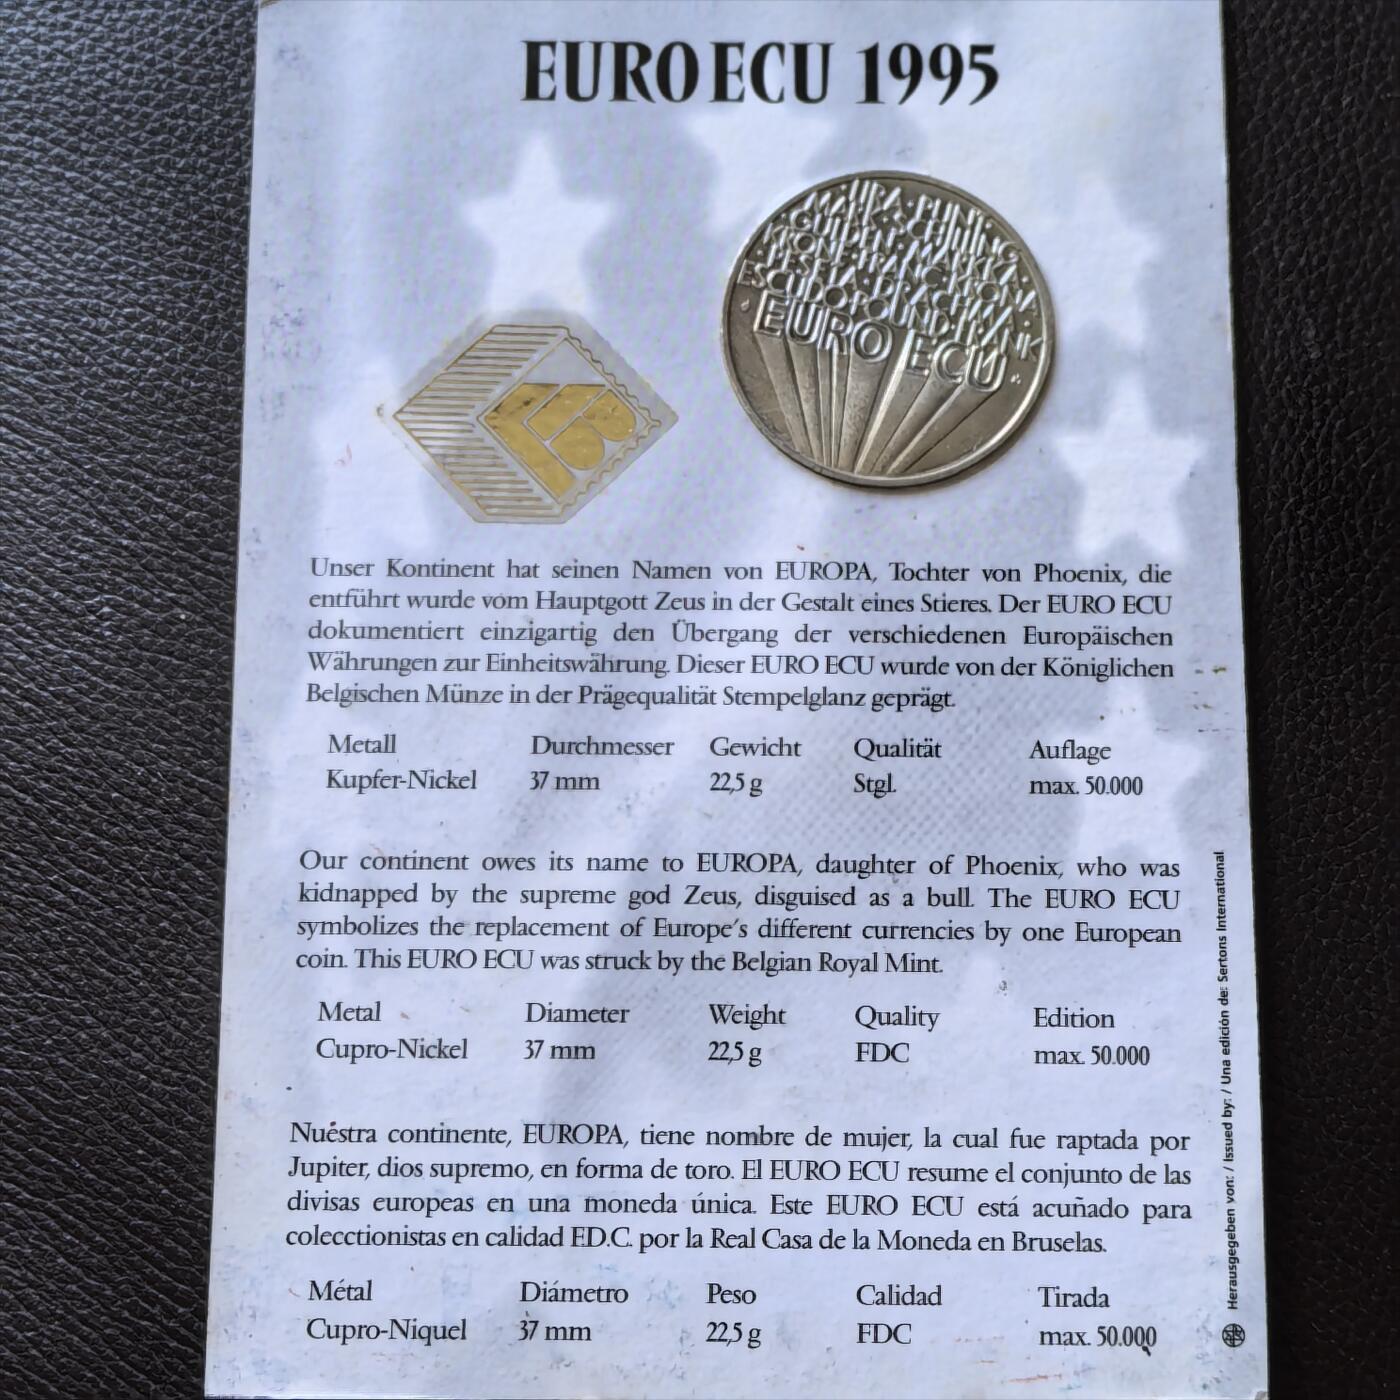 EURO ECU 1995
LIRA · PUNK
MARK · SCHILLING
GULDEN · MARKKA
KRONE · FRANC · KRONA
PESETA · DRACHMA
ESCUDO · POUND · FRANK
EURO ECU
Unser Kontinent hat seinen Namen von EUROPA, Tochter von Phoenix, die
entführt wurde vom Hauptgott Zeus in der Gestalt eines Stieres. Der EURO ECU
dokumentiert einzigartig den Übergang der verschiedenen Europäischen
Währungen zur Einheitswährung. Dieser EURO ECU wurde von der Königlichen
Belgischen Münze in der Prägequalität Stempelglanz geprägt.
Metall Durchmesser Gewicht Qualität Auflage
Kupfer-Nickel 37 mm 22,5 g Stgl. max. 50.000
Our continent owes its name to EUROPA, daughter of Phoenix, who was
kidnapped by the supreme god Zeus, disguised as a bull. The EURO ECU
symbolizes the replacement of Europe's different currencies by one European
coin. This EURO ECU was struck by the Belgian Royal Mint.
Metal Diameter Weight Quality Edition
Cupro-Nickel 37 mm 22,5 g FDC max. 50.000
Nuéstra continente, EUROPA, tiene nombre de mujer, la cual fue raptada por
Jupiter, dios supremo, en forma de toro. El EURO ECU resume el conjunto de las
divisas europeas en una moneda única. Este EURO ECU está acuñado para
colecctionistas en calidad F.D.C. por la Real Casa de la Moneda en Bruselas.
Métal Diámetro Peso Calidad Tirada
Cupro-Niquel 37 mm 22,5 g FDC max. 50.000
Herausgegeben von: / Issued by: / Una edición de: Sertons International